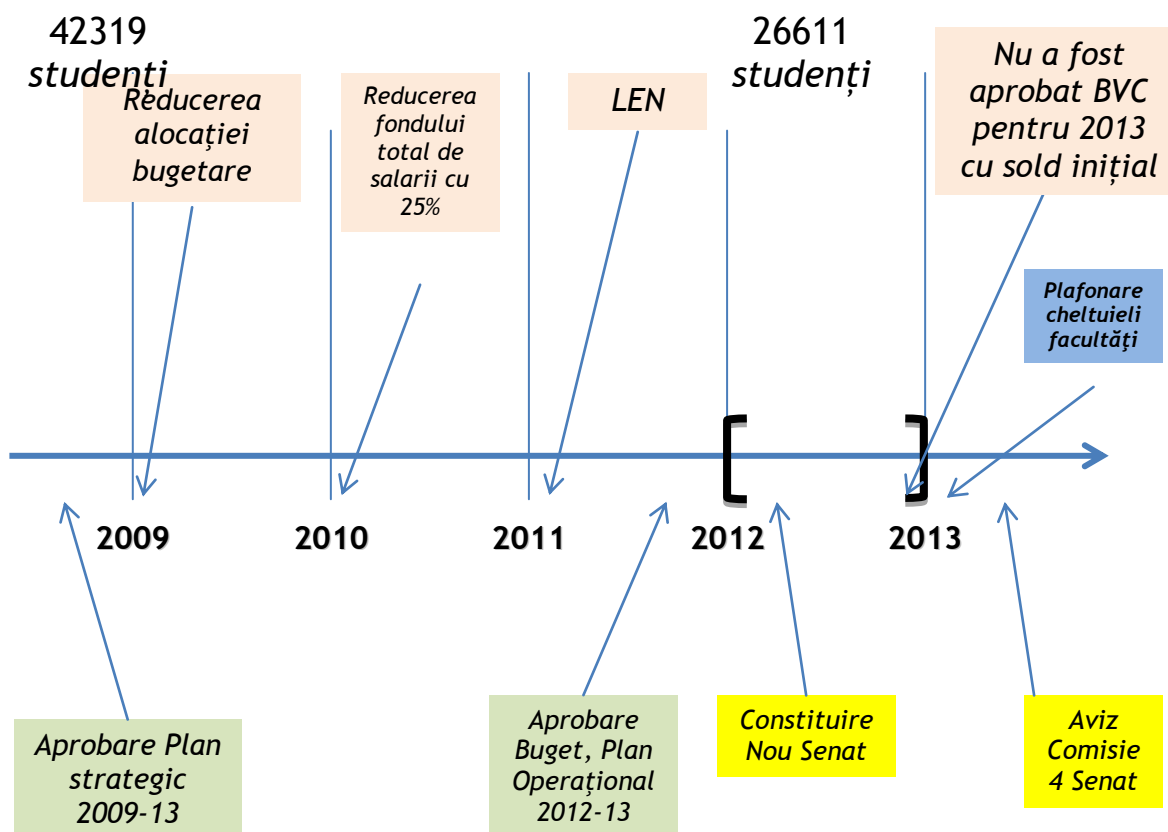 42319
studenți
26611
studenți
Reducerea
alocației
bugetare
Reducerea
fondului
total de
salarii cu
25%
LEN
Nu a fost
aprobat BVC
pentru 2013
cu sold inițial
Plafonare
cheltuieli
facultăți
2009
2010
2011
2012
2013
Aprobare Plan
strategic
2009-13
Aprobare
Buget, Plan
Operațional
2012-13
Constituire
Nou Senat
Aviz
Comisie
4 Senat